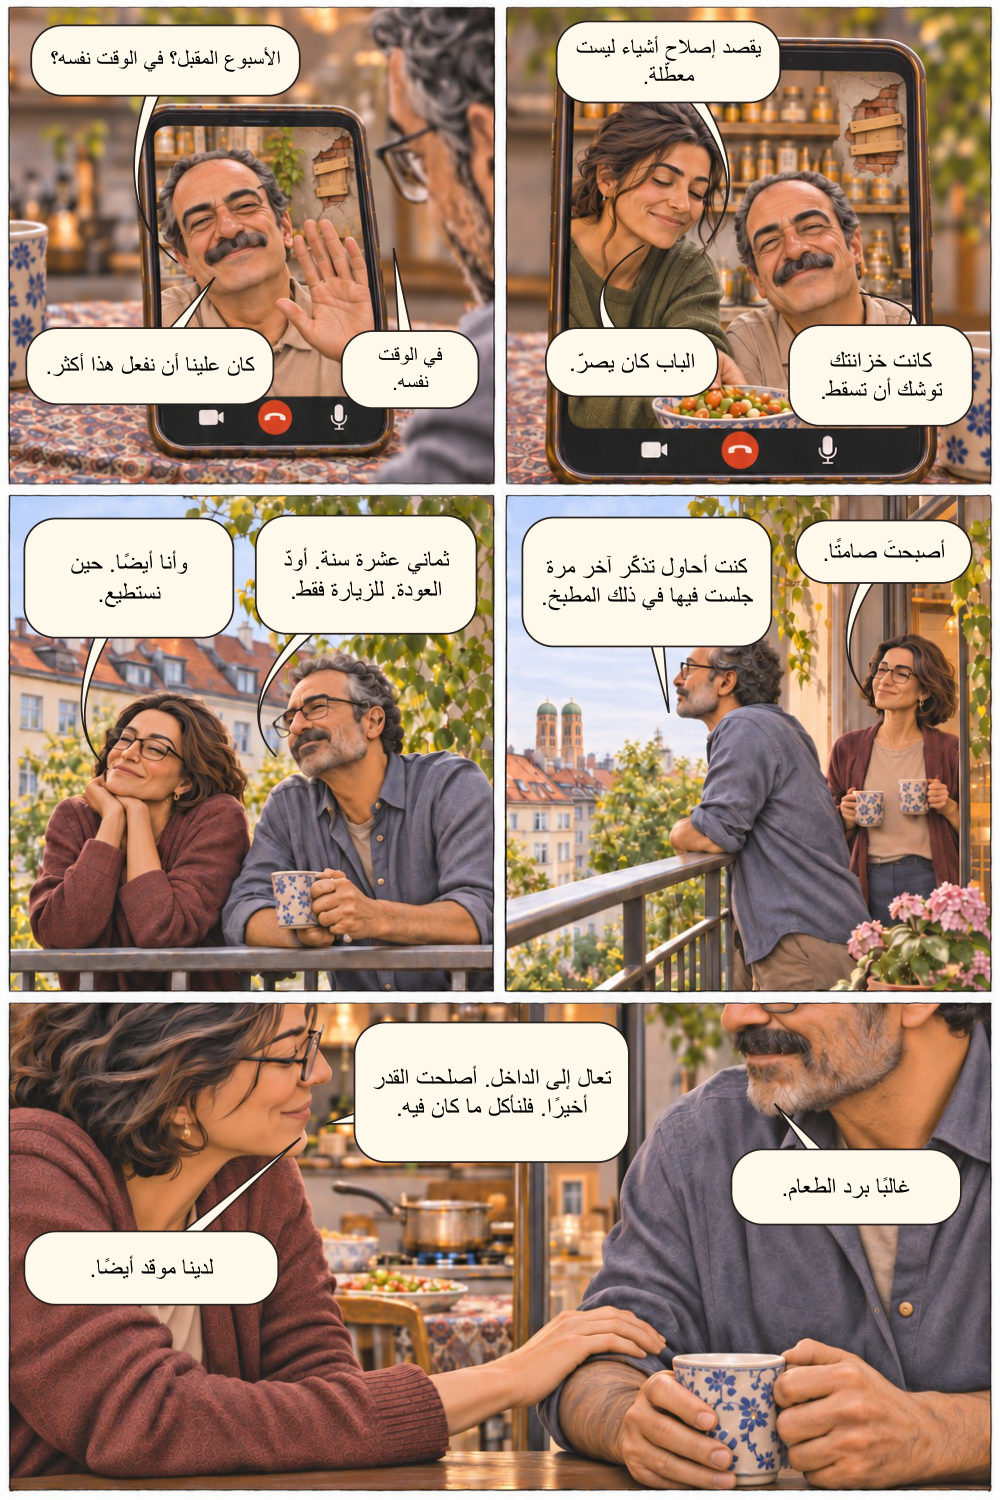 يقصد إصلاح أشياء ليست
معطّلة.
الباب كان يصرّ.
كانت خزانتك
توشك أن تسقط.
الأسبوع المقبل؟ في الوقت نفسه؟
في الوقت
نفسه.
كان علينا أن نفعل هذا أكثر.
أصبحتَ صامتًا.
كنت أحاول تذكّر آخر مرة
جلست فيها في ذلك المطبخ.
ثماني عشرة سنة. أودّ
العودة. للزيارة فقط.
وأنا أيضًا. حين
نستطيع.
تعال إلى الداخل. أصلحت القدر
أخيرًا. فلنأكل ما كان فيه.
غالبًا برد الطعام.
لدينا موقد أيضًا.